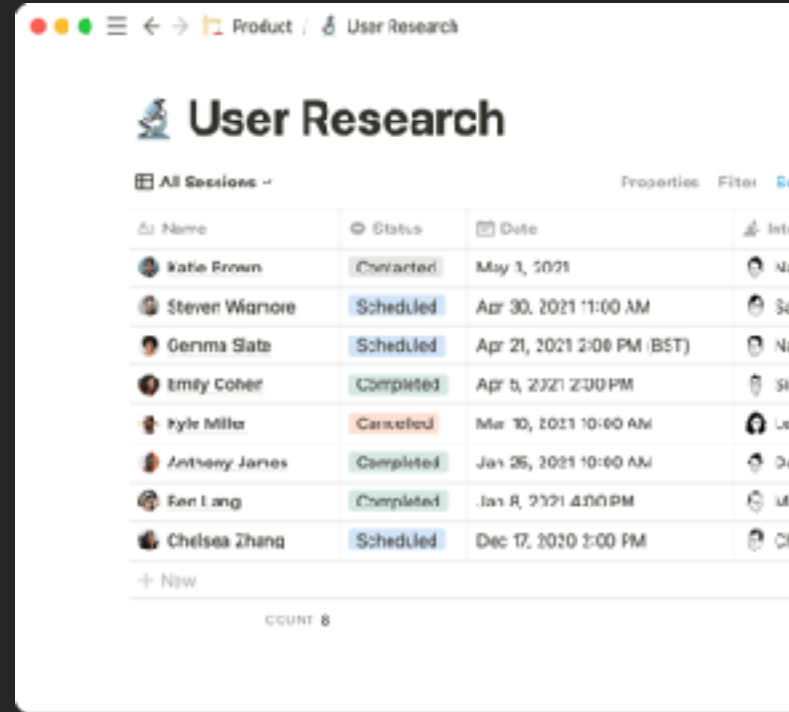 Product / User Research
User Research
All Sessions
Properties Filter
Name Status Date
Katie Brown Contacted May 3, 2021
Steven Wigmore Scheduled Apr 30, 2021 11:00 AM
Gemma Slate Scheduled Apr 21, 2021 2:00 PM (BST)
Emily Cohen Completed Apr 5, 2021 2:00 PM
Kyle Miller Cancelled Mar 10, 2021 10:00 AM
Anthony James Completed Jan 25, 2021 10:00 AM
Ben Lang Completed Jan 8, 2021 4:00 PM
Chelsea Zhang Scheduled Dec 17, 2020 2:00 PM
+ New
COUNT 8